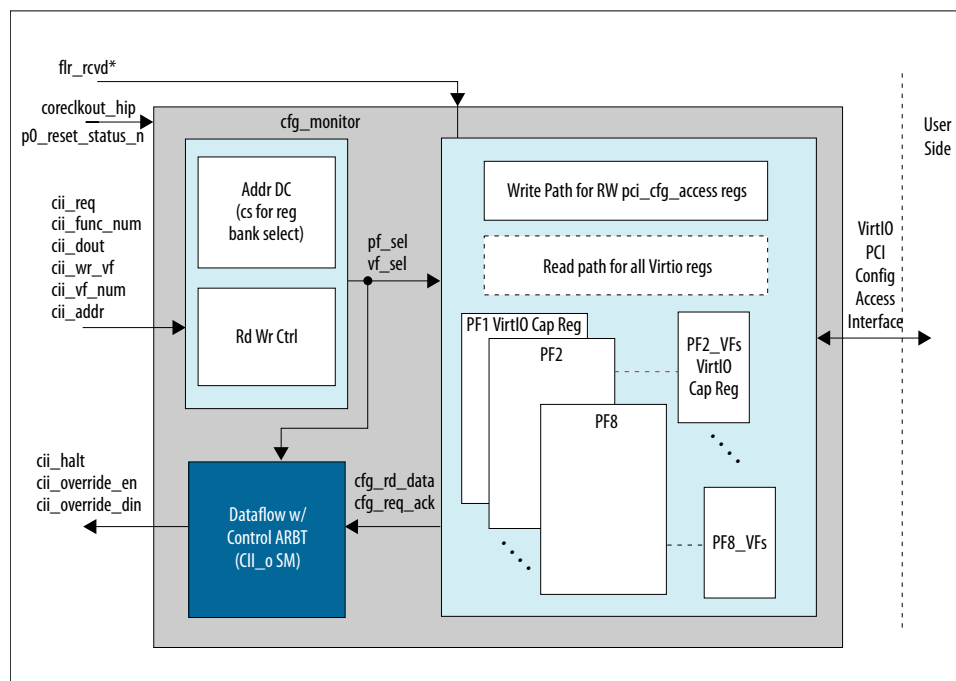 flr_rcvd*
coreclkout_hip
p0_reset_status_n
cfg_monitor
User
Side
Addr DC
(cs for reg
bank select)
Write Path for RW pci_cfg_access regs
cii_req
cii_func_num
cii_dout
cii_wr_vf
cii_vf_num
cii_addr
pf_sel
vf_sel
Read path for all Virtio regs
VirtIO
PCI
Config
Access
Interface
Rd Wr Ctrl
PF1 VirtIO Cap Reg
PF2
PF8
PF2_VFs
VirtIO
Cap Reg
cii_halt
cii_override_en
cii_override_din
Dataflow w/
Control ARBT
(CII_o SM)
cfg_rd_data
cfg_req_ack
PF8_VFs